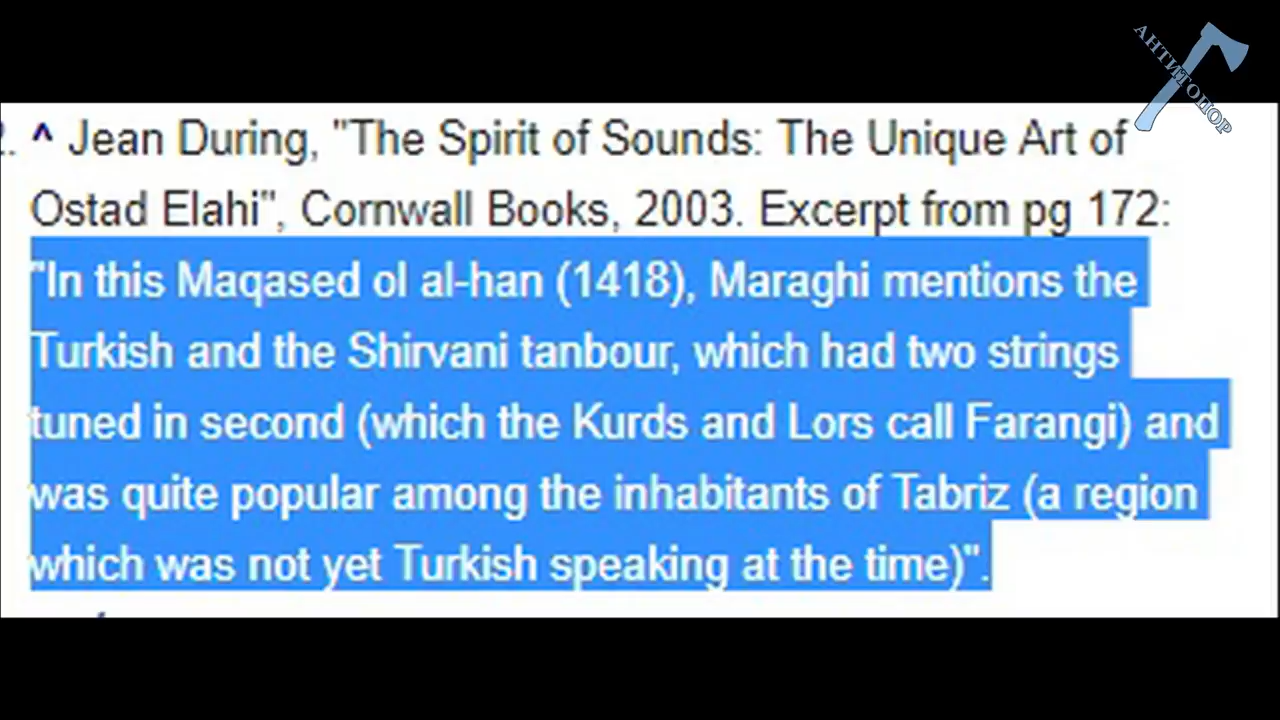 АНТИТОПОР
2. ^ Jean During, "The Spirit of Sounds: The Unique Art of
Ostad Elahi", Cornwall Books, 2003. Excerpt from pg 172:
"In this Maqased ol al-han (1418), Maraghi mentions the
Turkish and the Shirvani tanbour, which had two strings
tuned in second (which the Kurds and Lors call Farangi) and
was quite popular among the inhabitants of Tabriz (a region
which was not yet Turkish speaking at the time)".